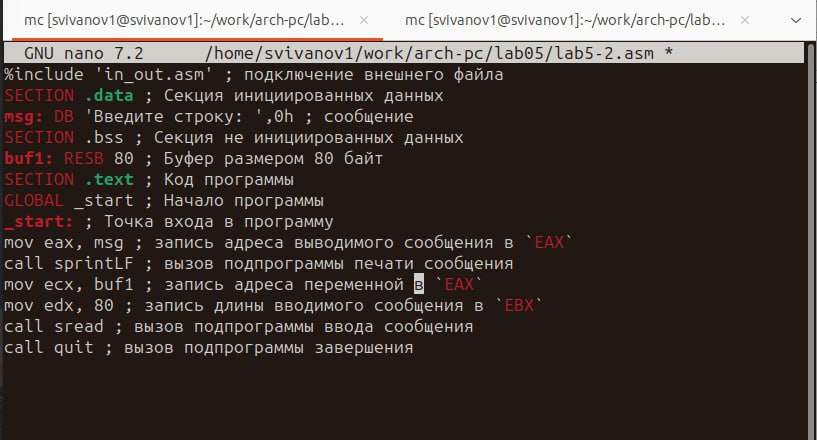 mc [svivanov1@svivanov1]:~/work/arch-pc/lab... × mc [svivanov1@svivanov1]:~/work/arch-pc/lab... ×
GNU nano 7.2 /home/svivanov1/work/arch-pc/lab05/lab5-2.asm *
%include 'in_out.asm' ; подключение внешнего файла
SECTION .data ; Секция инициированных данных
msg: DB 'Введите строку: ',0h ; сообщение
SECTION .bss ; Секция не инициированных данных
buf1: RESB 80 ; Буфер размером 80 байт
SECTION .text ; Код программы
GLOBAL _start ; Начало программы
_start: ; Точка входа в программу
mov eax, msg ; запись адреса выводимого сообщения в `EAX`
call sprintLF ; вызов подпрограммы печати сообщения
mov ecx, buf1 ; запись адреса переменной в `EAX`
mov edx, 80 ; запись длины вводимого сообщения в `EBX`
call sread ; вызов подпрограммы ввода сообщения
call quit ; вызов подпрограммы завершения